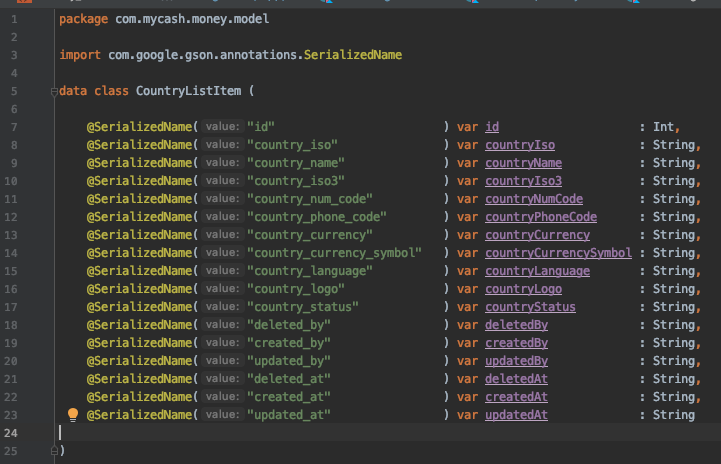 1 package com.mycash.money.model
2
3 import com.google.gson.annotations.SerializedName
4
5 data class CountryListItem (
6
7 @SerializedName( value: "id" ) var id : Int,
8 @SerializedName( value: "country_iso" ) var countryIso : String,
9 @SerializedName( value: "country_name" ) var countryName : String,
10 @SerializedName( value: "country_iso3" ) var countryIso3 : String,
11 @SerializedName( value: "country_num_code" ) var countryNumCode : String,
12 @SerializedName( value: "country_phone_code" ) var countryPhoneCode : String,
13 @SerializedName( value: "country_currency" ) var countryCurrency : String,
14 @SerializedName( value: "country_currency_symbol" ) var countryCurrencySymbol : String,
15 @SerializedName( value: "country_language" ) var countryLanguage : String,
16 @SerializedName( value: "country_logo" ) var countryLogo : String,
17 @SerializedName( value: "country_status" ) var countryStatus : String,
18 @SerializedName( value: "deleted_by" ) var deletedBy : String,
19 @SerializedName( value: "created_by" ) var createdBy : String,
20 @SerializedName( value: "updated_by" ) var updatedBy : String,
21 @SerializedName( value: "deleted_at" ) var deletedAt : String,
22 @SerializedName( value: "created_at" ) var createdAt : String,
23 @SerializedName( value: "updated_at" ) var updatedAt : String
24
25 )